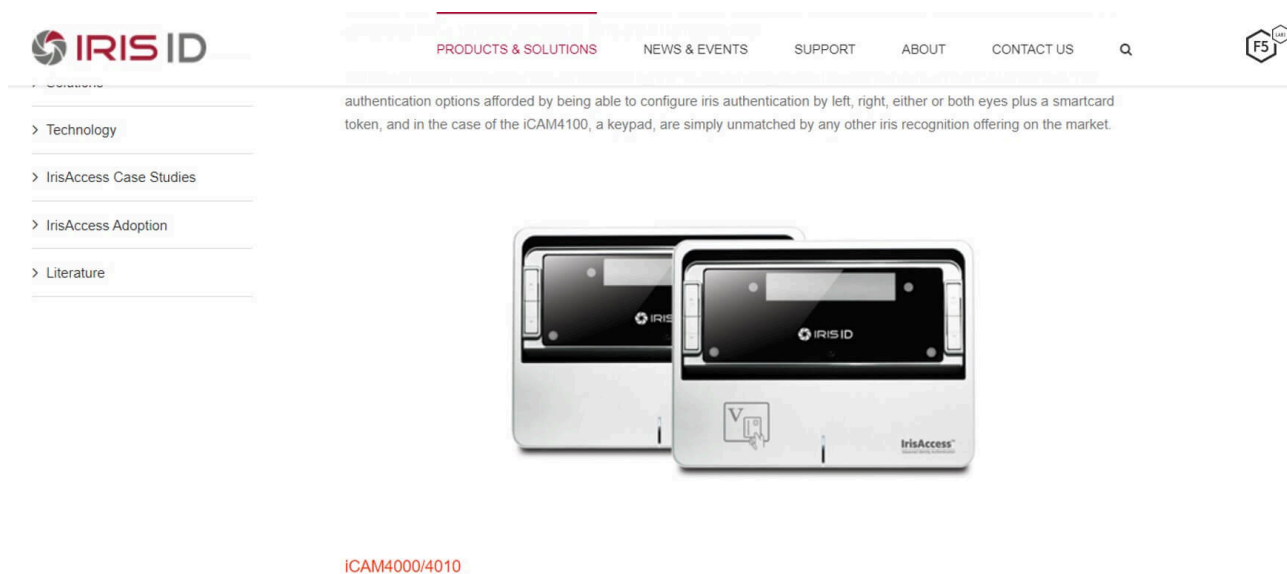 IRIS ID
PRODUCTS & SOLUTIONS
NEWS & EVENTS
SUPPORT
ABOUT
CONTACT US
F5
LABS
Solutions
> Technology
> IrisAccess Case Studies
> IrisAccess Adoption
> Literature
authentication options afforded by being able to configure iris authentication by left, right, either or both eyes plus a smartcard
token, and in the case of the iCAM4100, a keypad, are simply unmatched by any other iris recognition offering on the market.
IRIS
IRIS ID
V
IrisAccess
iCAM4000/4010